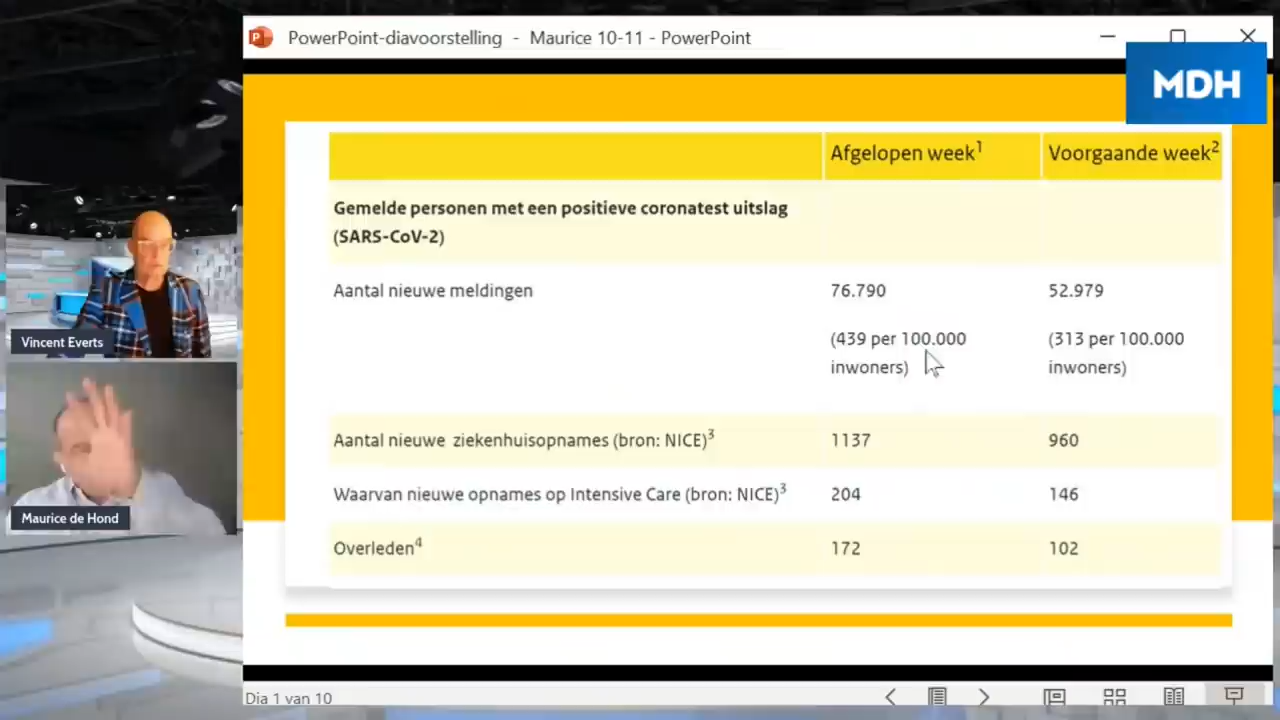 PowerPoint-diavoorstelling - Maurice 10-11 - PowerPoint
MDH
Afgelopen week1 Voorgaande week2
Gemelde personen met een positieve coronatest uitslag
(SARS-CoV-2)
Aantal nieuwe meldingen 76.790 52.979
(439 per 100.000 (313 per 100.000
inwoners) inwoners)
Aantal nieuwe ziekenhuisopnames (bron: NICE)3 1137 960
Waarvan nieuwe opnames op Intensive Care (bron: NICE)3 204 146
Overleden4 172 102
Vincent Everts
Maurice de Hond
Dia 1 van 10